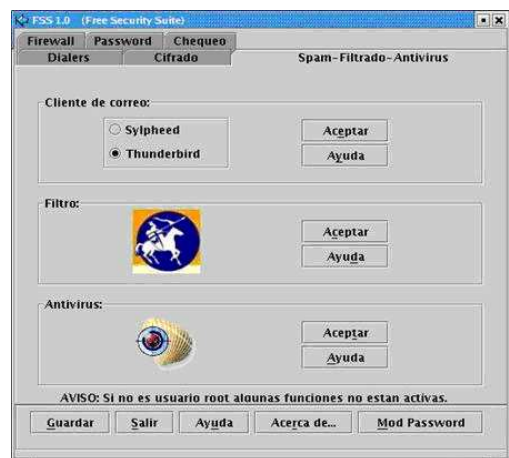 FSS 1.0 (Free Security Suite)
Firewall Password Chequeo
Dialers Cifrado Spam-Filtrado-Antivirus
Cliente de correo:
Sylpheed
Thunderbird
Aceptar
Ayuda
Filtro:
Aceptar
Ayuda
Antivirus:
Aceptar
Ayuda
AVISO: Si no es usuario root algunas funciones no estan activas.
Guardar Salir Ayuda Acerca de... Mod Password